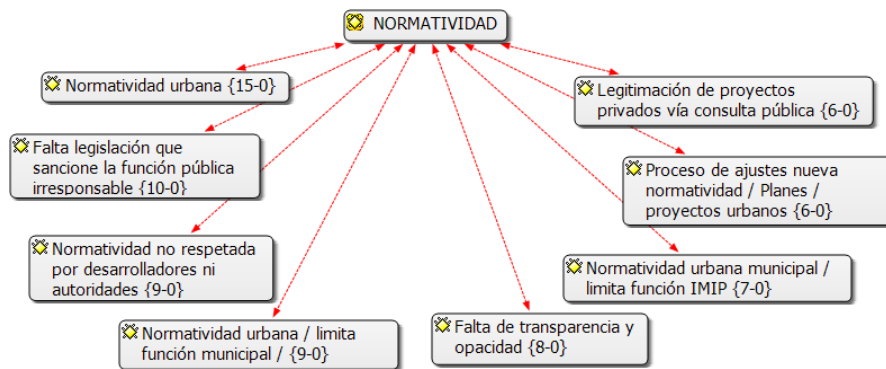 NORMATIVIDAD
Normatividad urbana {15-0}
Falta legislación que
sancione la función pública
irresponsable {10-0}
Normatividad no respetada
por desarrolladores ni
autoridades {9-0}
Normatividad urbana / limita
función municipal / {9-0}
Falta de transparencia y
opacidad {8-0}
Normatividad urbana municipal /
limita función IMIP {7-0}
Proceso de ajustes nueva
normatividad / Planes /
proyectos urbanos {6-0}
Legitimación de proyectos
privados vía consulta pública {6-0}